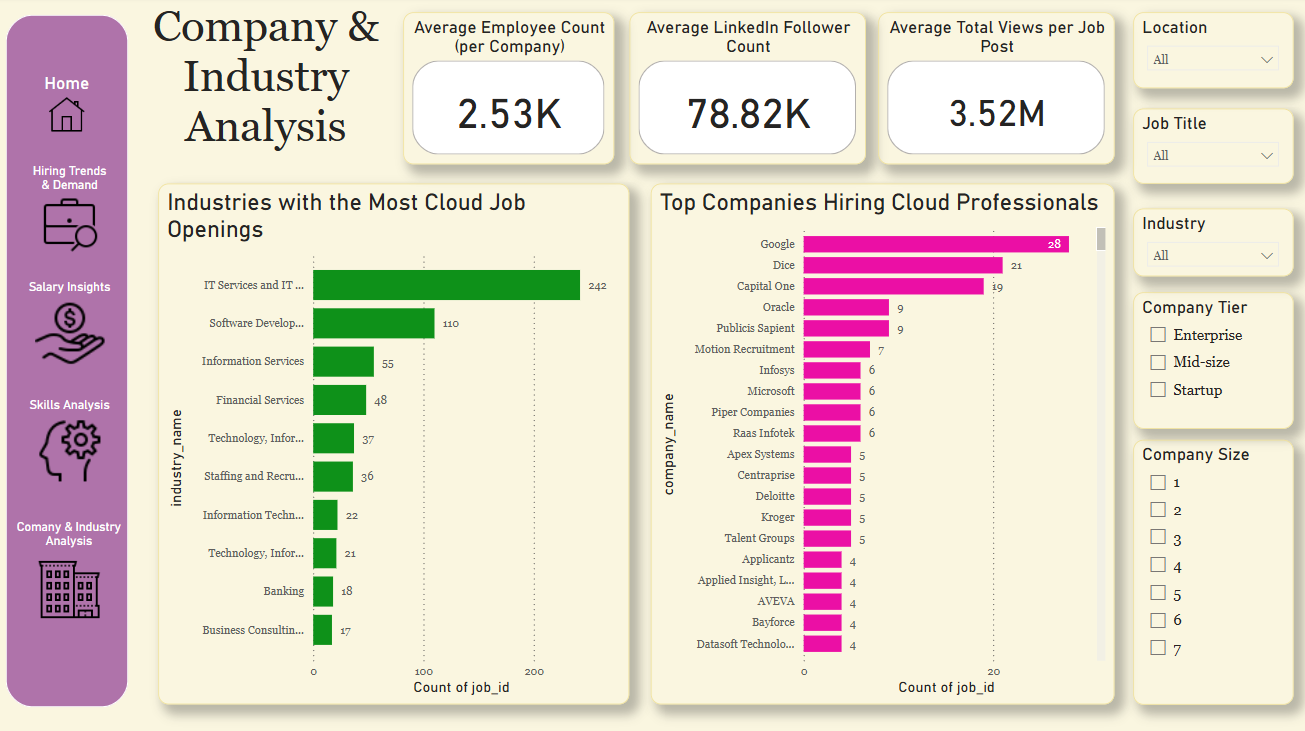 Home
Hiring Trends
& Demand
Salary Insights
Skills Analysis
Comany & Industry
Analysis
Company &
Industry
Analysis
Average Employee Count
(per Company)
2.53K
Average LinkedIn Follower
Count
78.82K
Average Total Views per Job
Post
3.52M
Industries with the Most Cloud Job
Openings
industry_name
IT Services and IT ... 242
Software Develop... 110
Information Services 55
Financial Services 48
Technology, Infor... 37
Staffing and Recru... 36
Information Techn... 22
Technology, Infor... 21
Banking 18
Business Consultin... 17
0 100 200
Count of job_id
Top Companies Hiring Cloud Professionals
company_name
Google 28
Dice 21
Capital One 19
Oracle 9
Publicis Sapient 9
Motion Recruitment 7
Infosys 6
Microsoft 6
Piper Companies 6
Raas Infotek 6
Apex Systems 5
Centraprise 5
Deloitte 5
Kroger 5
Talent Groups 5
Applicantz 4
Applied Insight, L... 4
AVEVA 4
Bayforce 4
Datasoft Technolo... 4
0 20
Count of job_id
Location
All
Job Title
All
Industry
All
Company Tier
Enterprise
Mid-size
Startup
Company Size
1
2
3
4
5
6
7